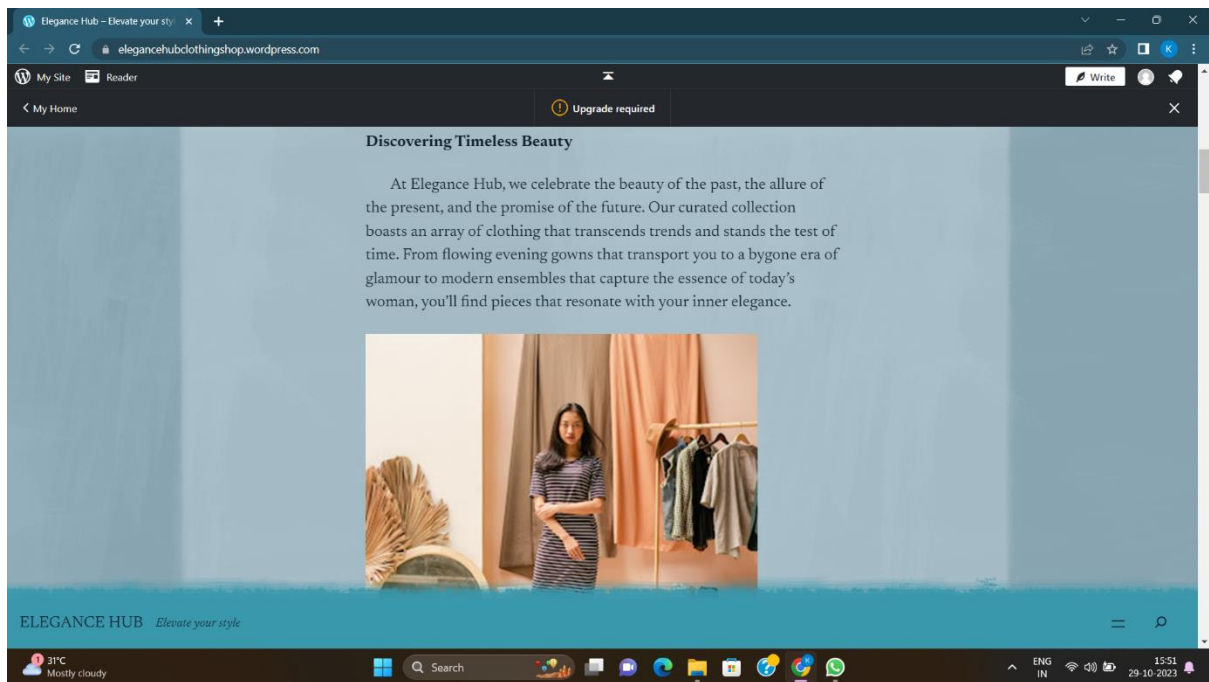 Elegance Hub – Elevate your styl
elegancehubclothingshop.wordpress.com
K
My Site Reader Write
My Home Upgrade required
Discovering Timeless Beauty
At Elegance Hub, we celebrate the beauty of the past, the allure of
the present, and the promise of the future. Our curated collection
boasts an array of clothing that transcends trends and stands the test of
time. From flowing evening gowns that transport you to a bygone era of
glamour to modern ensembles that capture the essence of today’s
woman, you’ll find pieces that resonate with your inner elegance.
ELEGANCE HUB Elevate your style
1 31°C
Mostly cloudy
Search
ENG
IN
15:51
29-10-2023